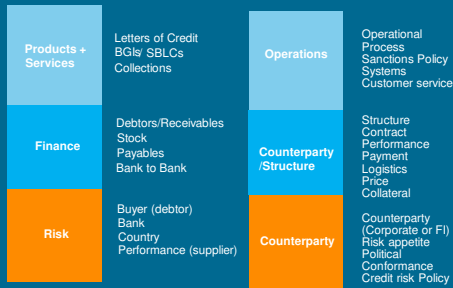 Products +
Services
Letters of Credit
BGIs/ SBLCs
Collections
Finance
Debtors/Receivables
Stock
Payables
Bank to Bank
Risk
Buyer (debtor)
Bank
Country
Performance (supplier)
Operations
Operational
Process
Sanctions Policy
Systems
Customer service
Counterparty
/Structure
Structure
Contract
Performance
Payment
Logistics
Price
Collateral
Counterparty
Counterparty
(Corporate or FI)
Risk appetite
Political
Conformance
Credit risk Policy